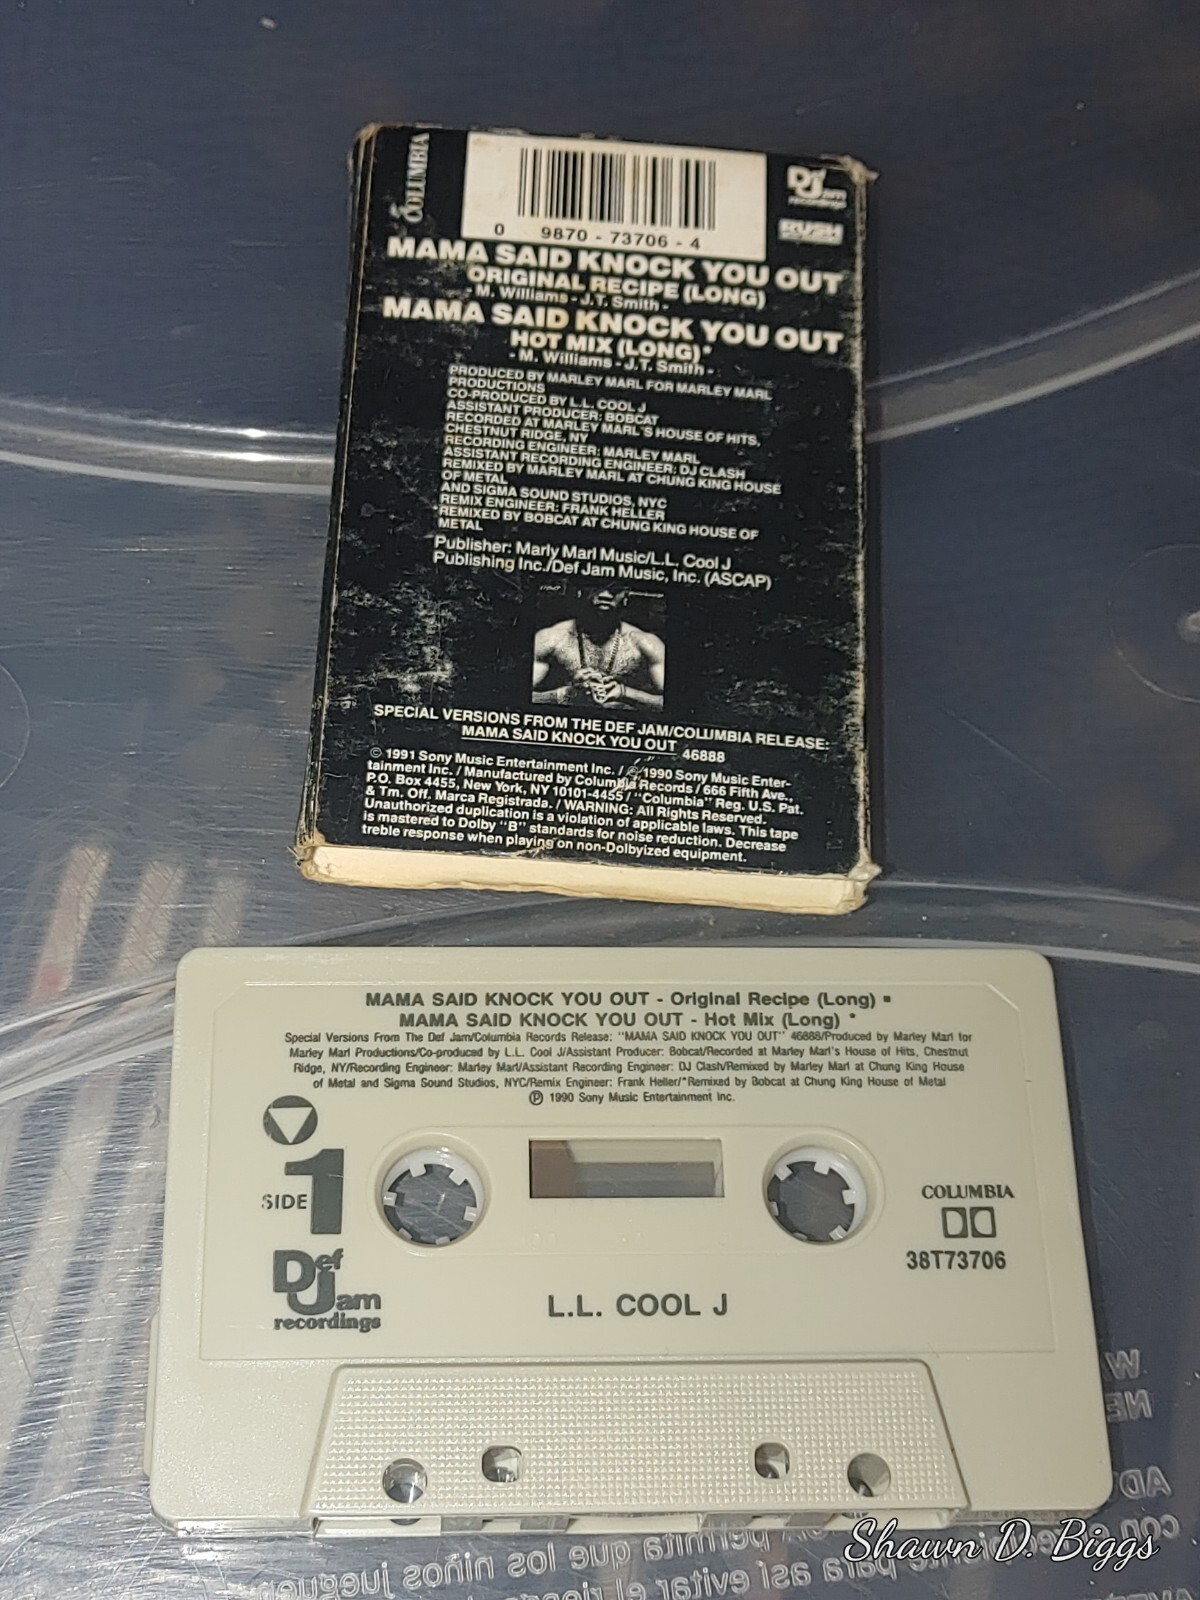 COLUMBIA
0 9870 - 73706 - 4
Def Jam
recordings
RUSH
MAMA SAID KNOCK YOU OUT
ORIGINAL RECIPE (LONG)
- M. Williams - J.T. Smith -
MAMA SAID KNOCK YOU OUT
HOT MIX (LONG)*
- M. Williams - J.T. Smith -
PRODUCED BY MARLEY MARL FOR MARLEY MARL
PRODUCTIONS
CO-PRODUCED BY L.L. COOL J
ASSISTANT PRODUCER: BOBCAT
RECORDED AT MARLEY MARL'S HOUSE OF HITS,
CHESTNUT RIDGE, NY
RECORDING ENGINEER: MARLEY MARL
ASSISTANT RECORDING ENGINEER: DJ CLASH
REMIXED BY MARLEY MARL AT CHUNG KING HOUSE
OF METAL
AND SIGMA SOUND STUDIOS, NYC
REMIX ENGINEER: FRANK HELLER
*REMIXED BY BOBCAT AT CHUNG KING HOUSE OF
METAL
Publisher: Marly Marl Music/L.L. Cool J
Publishing Inc./Def Jam Music, Inc. (ASCAP)
SPECIAL VERSIONS FROM THE DEF JAM/COLUMBIA RELEASE:
MAMA SAID KNOCK YOU OUT 46888
© 1991 Sony Music Entertainment Inc. / ℗ 1990 Sony Music Enter-
tainment Inc. / Manufactured by Columbia Records / 666 Fifth Ave.,
P.O. Box 4455, New York, NY 10101-4455 / "Columbia" Reg. U.S. Pat.
& Tm. Off. Marca Registrada. / WARNING: All Rights Reserved.
Unauthorized duplication is a violation of applicable laws. This tape
is mastered to Dolby "B" standards for noise reduction. Decrease
treble response when playing on non-Dolbyized equipment.
MAMA SAID KNOCK YOU OUT - Original Recipe (Long) ▪
MAMA SAID KNOCK YOU OUT - Hot Mix (Long) *
Special Versions From The Def Jam/Columbia Records Release: "MAMA SAID KNOCK YOU OUT" 46888/Produced by Marley Marl for
Marley Marl Productions/Co-produced by L.L. Cool J/Assistant Producer: Bobcat/Recorded at Marley Marl's House of Hits, Chestnut
Ridge, NY/Recording Engineer: Marley Marl/Assistant Recording Engineer: DJ Clash/Remixed by Marley Marl at Chung King House
of Metal and Sigma Sound Studios, NYC/Remix Engineer: Frank Heller/*Remixed by Bobcat at Chung King House of Metal
℗ 1990 Sony Music Entertainment Inc.
SIDE 1
Def Jam
recordings
COLUMBIA
38T73706
L.L. COOL J
permita que los niños jueguen
para así evitar el
Shawn D. Biggs